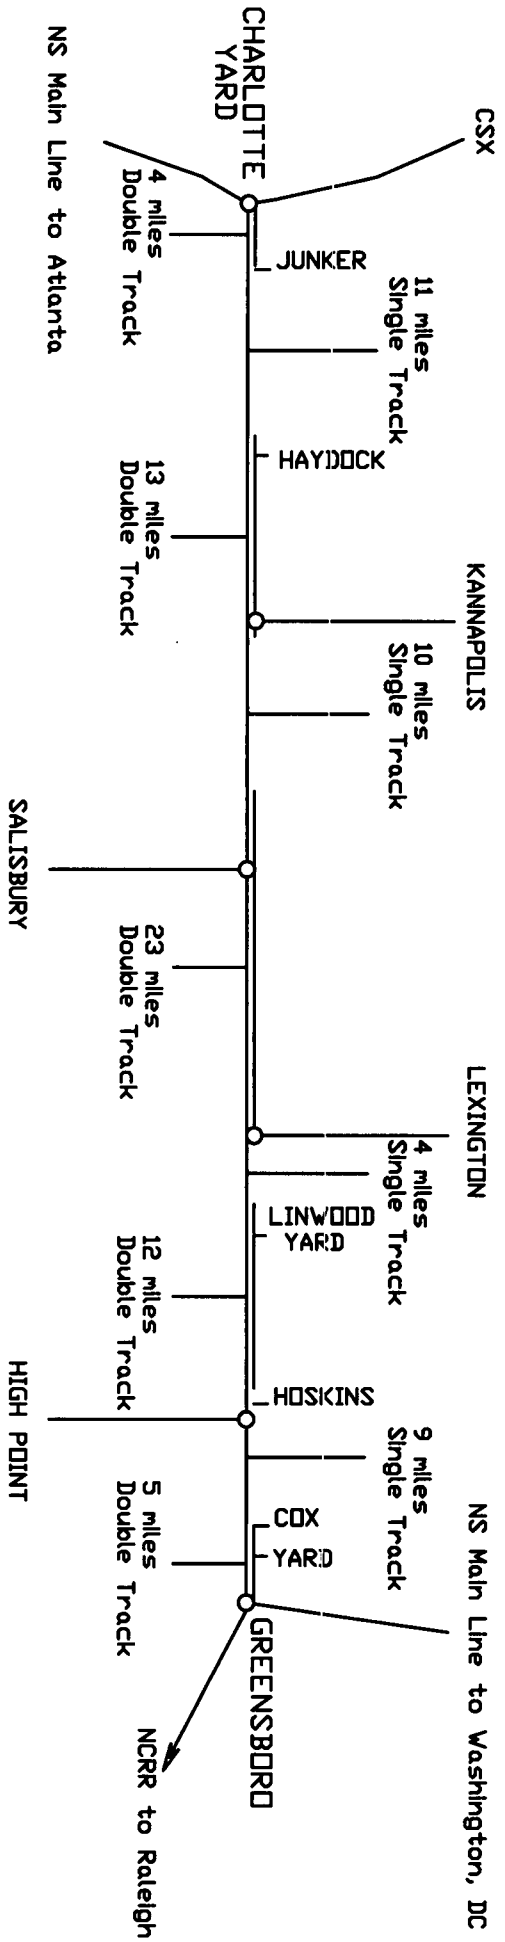 CSX
CHARLOTTE
YARD
NS Main Line to Atlanta
4 miles
Double Track
JUNKER
11 miles
Single Track
HAYDOCK
13 miles
Double Track
KANNAPOLIS
10 miles
Single Track
SALISBURY
23 miles
Double Track
LEXINGTON
4 miles
Single Track
LINWOOD
YARD
12 miles
Double Track
HOSKINS
HIGH POINT
9 miles
Single Track
COX
YARD
5 miles
Double Track
GREENSBORO
NS Main Line to Washington, DC
NCRR to Raleigh